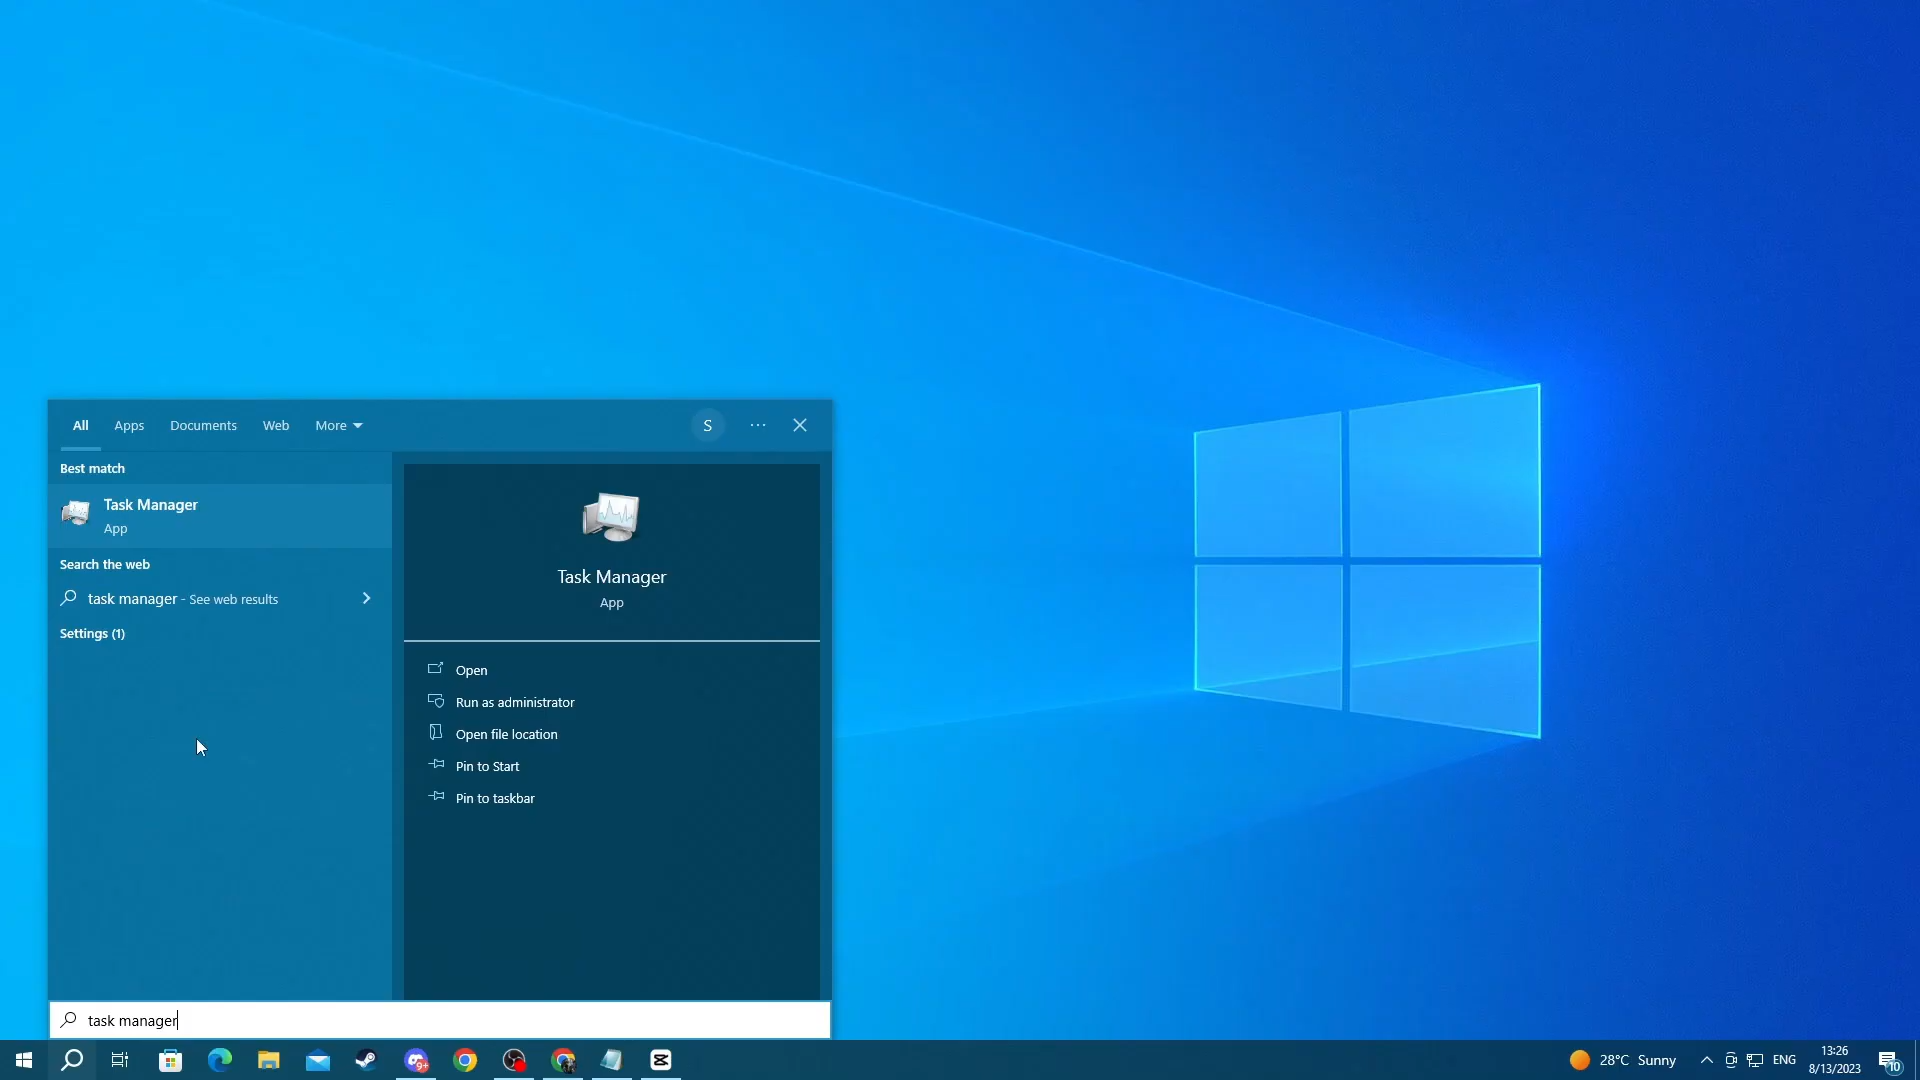 All Apps Documents Web More S ...
Best match
Task Manager
App
Search the web
task manager - See web results
Settings (1)
Task Manager
App
Open
Run as administrator
Open file location
Pin to Start
Pin to taskbar
task manager
9+
28°C Sunny
ENG
13:26
8/13/2023
10